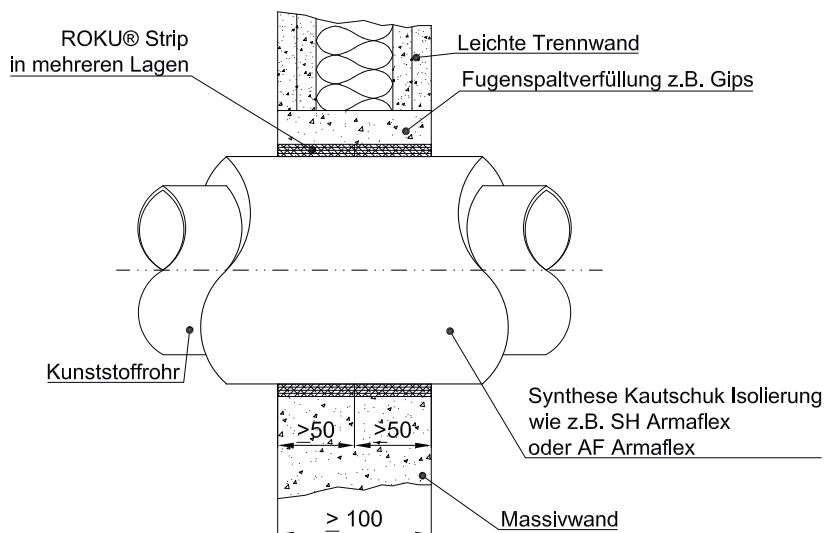 ROKU® Strip
in mehreren Lagen
Leichte Trennwand
Fugenspaltverfüllung z.B. Gips
Kunststoffrohr
Synthese Kautschuk Isolierung
wie z.B. SH Armaflex
oder AF Armaflex
≥50 ≥50
Massivwand
≥ 100